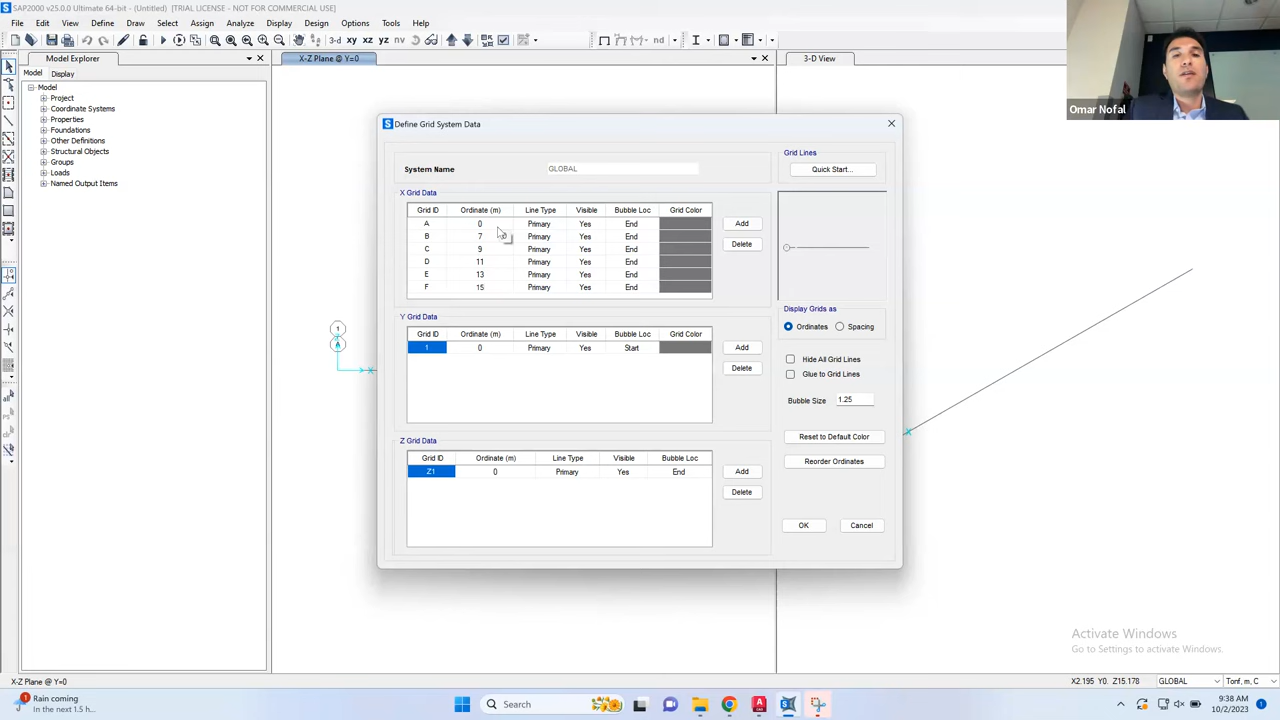 SAP2000 v25.0.0 Ultimate 64-bit - (Untitled) [TRIAL LICENSE - NOT FOR COMMERCIAL USE]
File Edit View Define Draw Select Assign Analyze Display Design Options Tools Help
3-d xy xz yz nv nd
Model Explorer
X-Z Plane @ Y=0
3-D View
Omar Nofal
Model Display
Model
Project
Coordinate Systems
Properties
Foundations
Other Definitions
Structural Objects
Groups
Loads
Named Output Items
1
A
Define Grid System Data
System Name GLOBAL
Grid Lines
Quick Start...
X Grid Data
Grid ID Ordinate (m) Line Type Visible Bubble Loc Grid Color
A 0 Primary Yes End
B 7 Primary Yes End
C 9 Primary Yes End
D 11 Primary Yes End
E 13 Primary Yes End
F 15 Primary Yes End
Add
Delete
Y Grid Data
Grid ID Ordinate (m) Line Type Visible Bubble Loc Grid Color
1 0 Primary Yes Start
Add
Delete
Z Grid Data
Grid ID Ordinate (m) Line Type Visible Bubble Loc
Z1 0 Primary Yes End
Add
Delete
Display Grids as
Ordinates Spacing
Hide All Grid Lines
Glue to Grid Lines
Bubble Size 1.25
Reset to Default Color
Reorder Ordinates
OK Cancel
Activate Windows
Go to Settings to activate Windows.
X-Z Plane @ Y=0
X2.195 Y0. Z15.178 GLOBAL Tonf, m, C
1
Rain coming
In the next 1.5 h...
Search
9:38 AM
10/2/2023